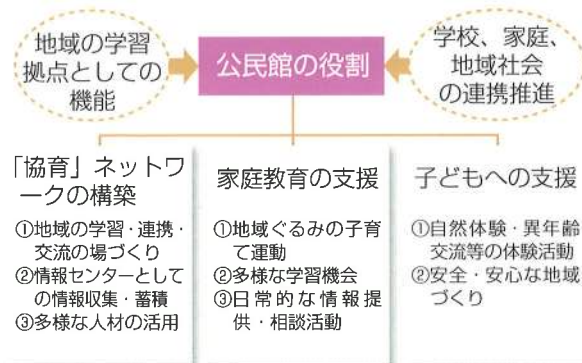 地域の学習
拠点としての
機能
公民館の役割
学校、家庭、
地域社会
の連携推進
「協育」ネットワ
ークの構築
①地域の学習・連携・
交流の場づくり
②情報センターとして
の情報収集・蓄積
③多様な人材の活用
家庭教育の支援
①地域ぐるみの子育
て運動
②多様な学習機会
③日常的な情報提
供・相談活動
子どもへの支援
①自然体験・異年齢
交流等の体験活動
②安全・安心な地域
づくり